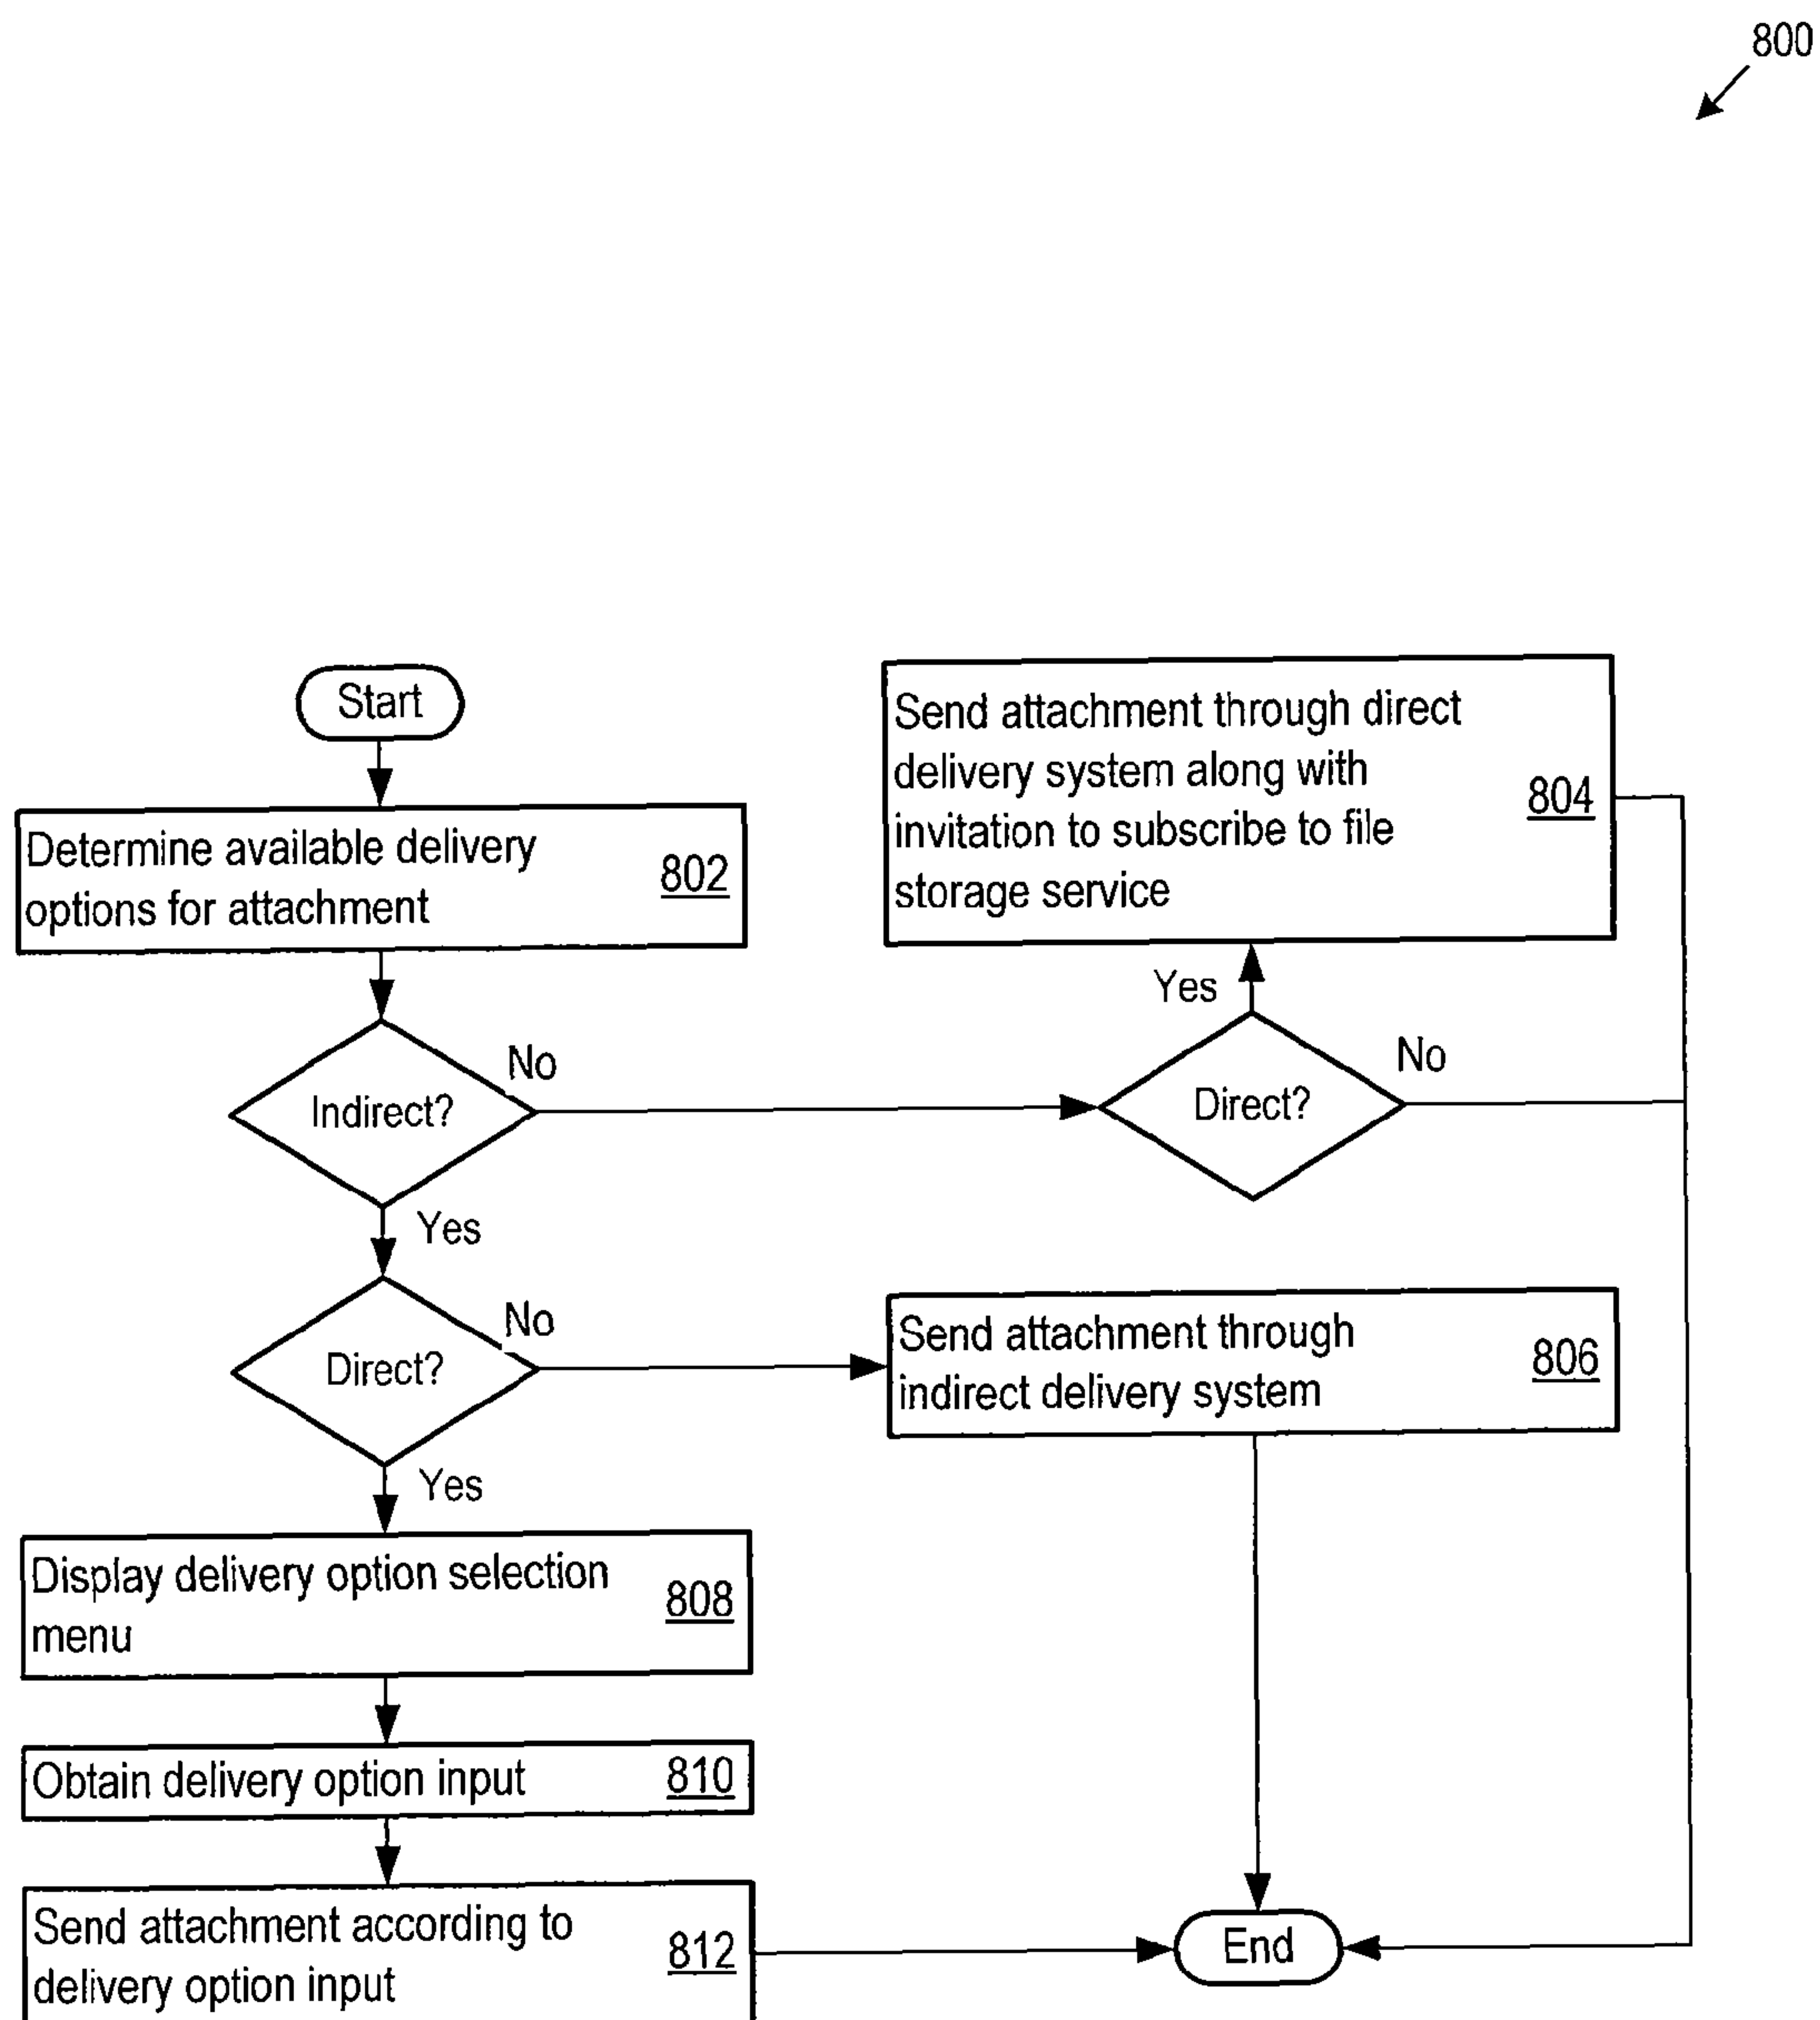 800
Start
Determine available delivery
options for attachment
802
Send attachment through direct
delivery system along with
invitation to subscribe to file
storage service
804
Indirect?
No
Yes
Direct?
Yes
No
Direct?
No
Yes
Send attachment through
indirect delivery system
806
Display delivery option selection
menu
808
Obtain delivery option input
810
Send attachment according to
delivery option input
812
End